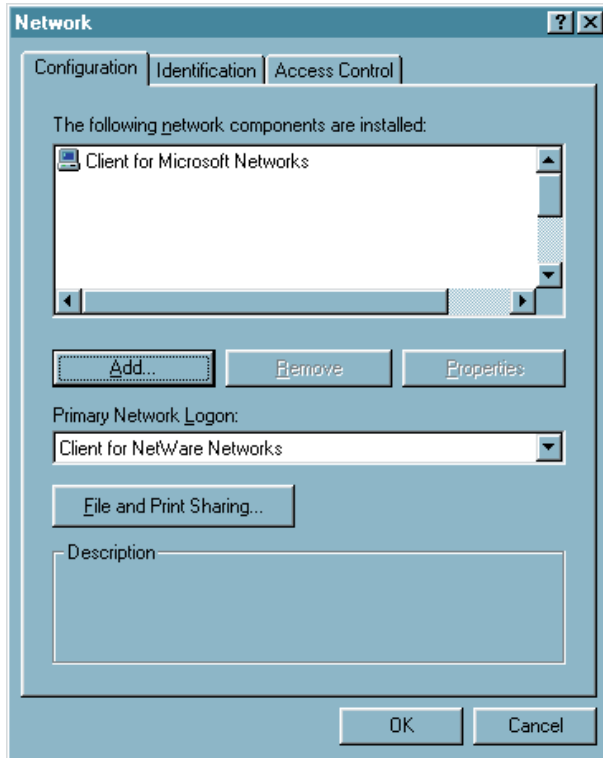 Network
Configuration Identification Access Control
The following network components are installed:
Client for Microsoft Networks
Add... Remove Properties
Primary Network Logon:
Client for NetWare Networks
File and Print Sharing...
Description
OK Cancel